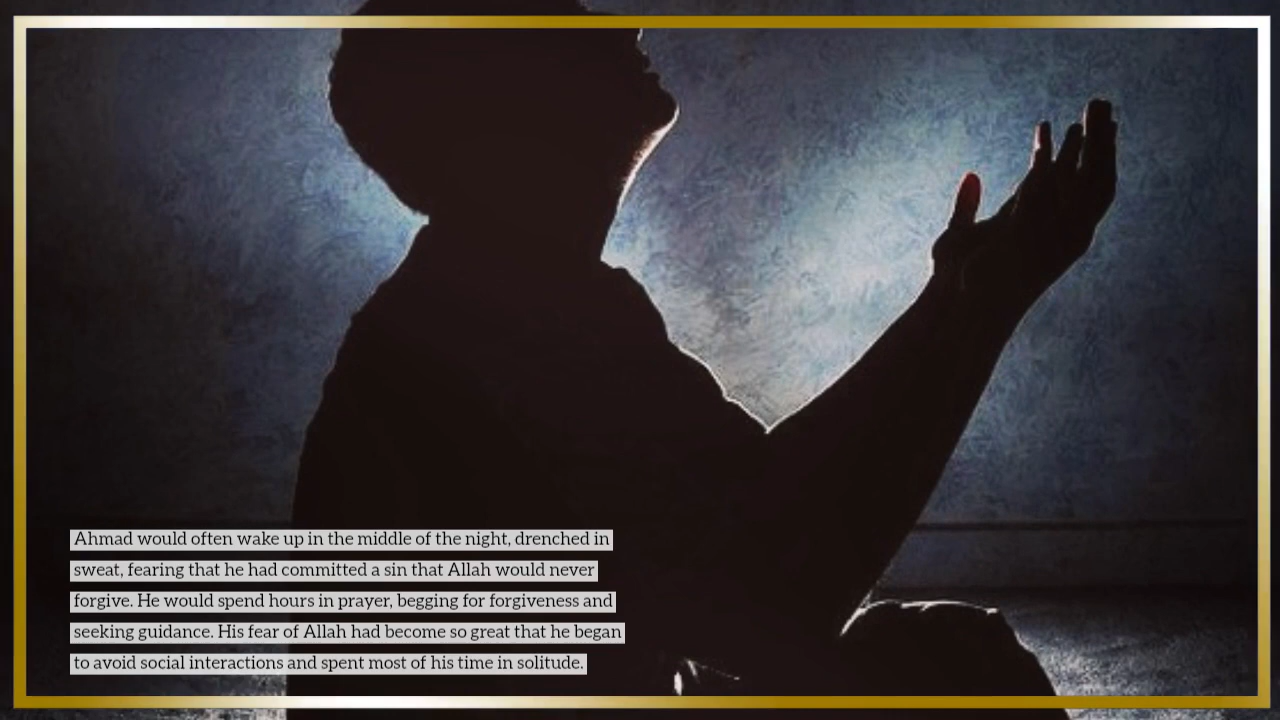 Ahmad would often wake up in the middle of the night, drenched in
sweat, fearing that he had committed a sin that Allah would never
forgive. He would spend hours in prayer, begging for forgiveness and
seeking guidance. His fear of Allah had become so great that he began
to avoid social interactions and spent most of his time in solitude.